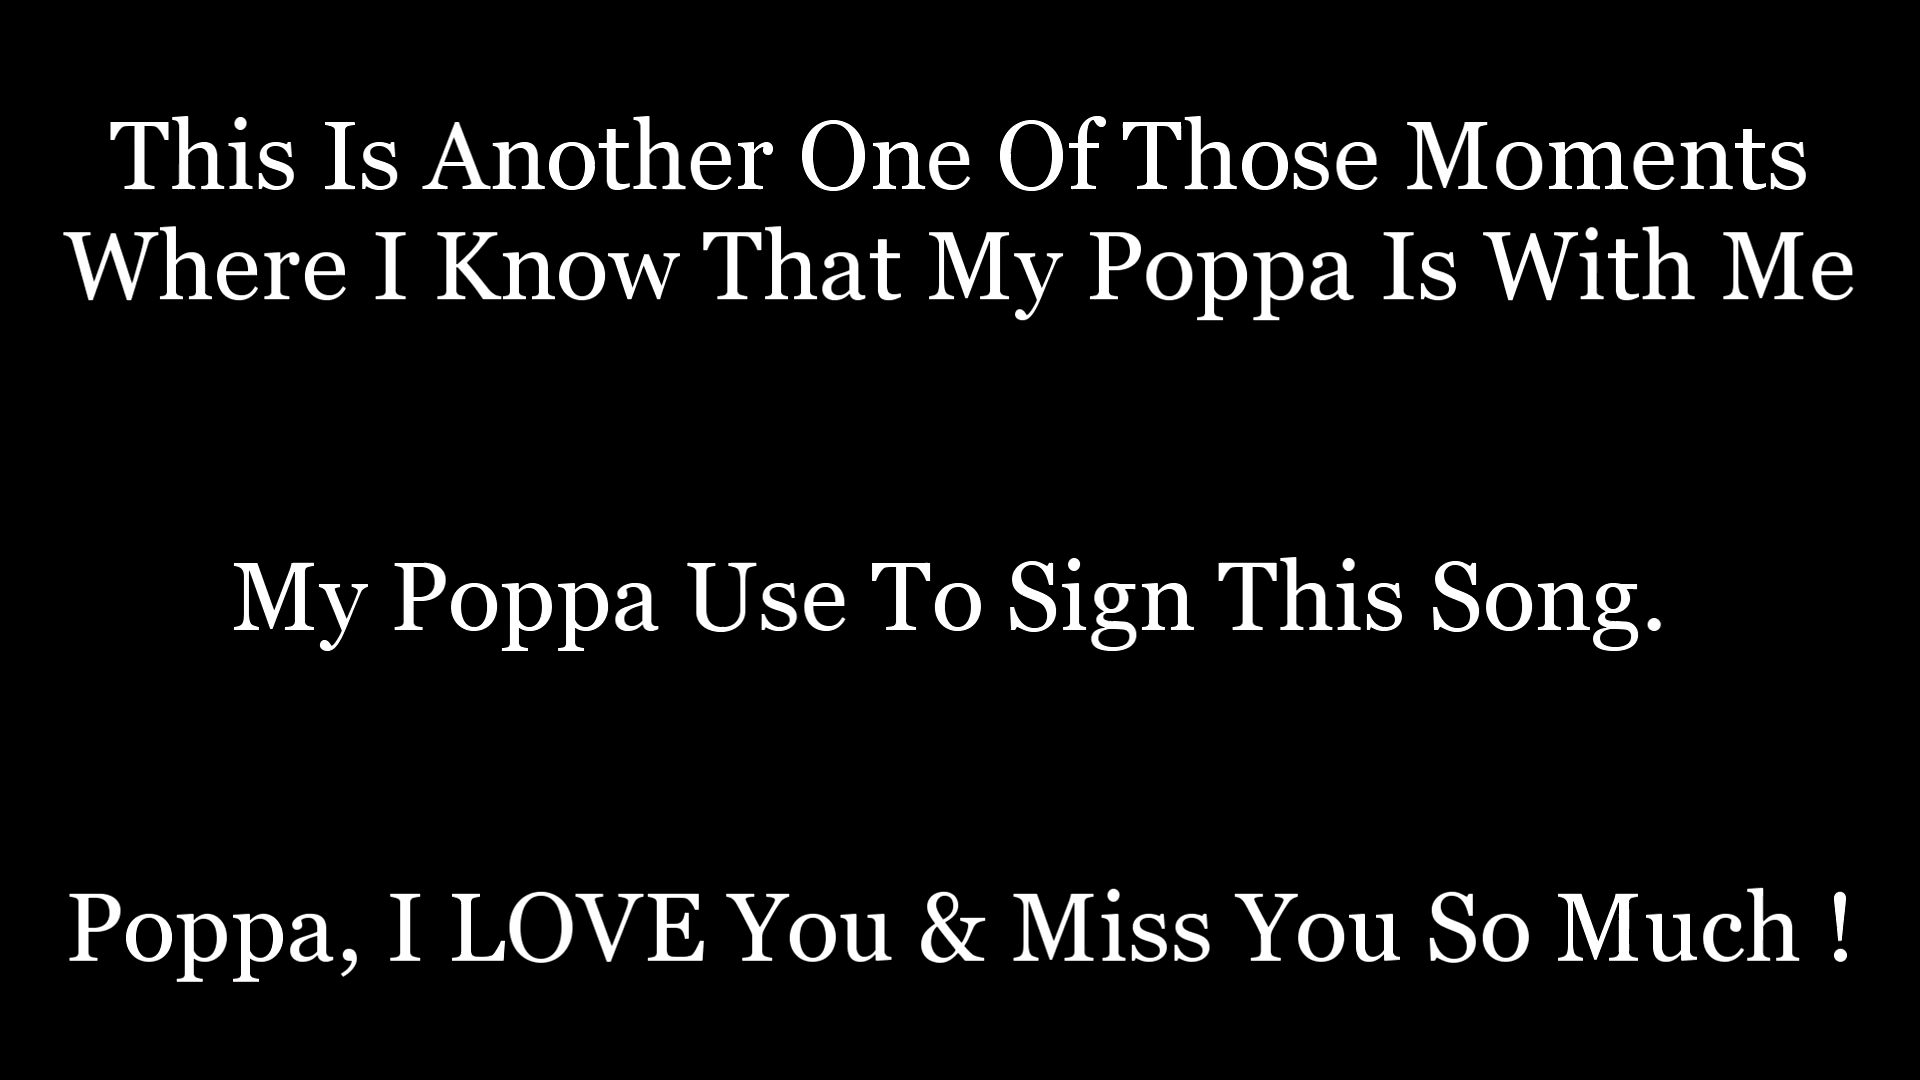 This Is Another One Of Those Moments
Where I Know That My Poppa Is With Me
My Poppa Use To Sign This Song.
Poppa, I LOVE You & Miss You So Much !